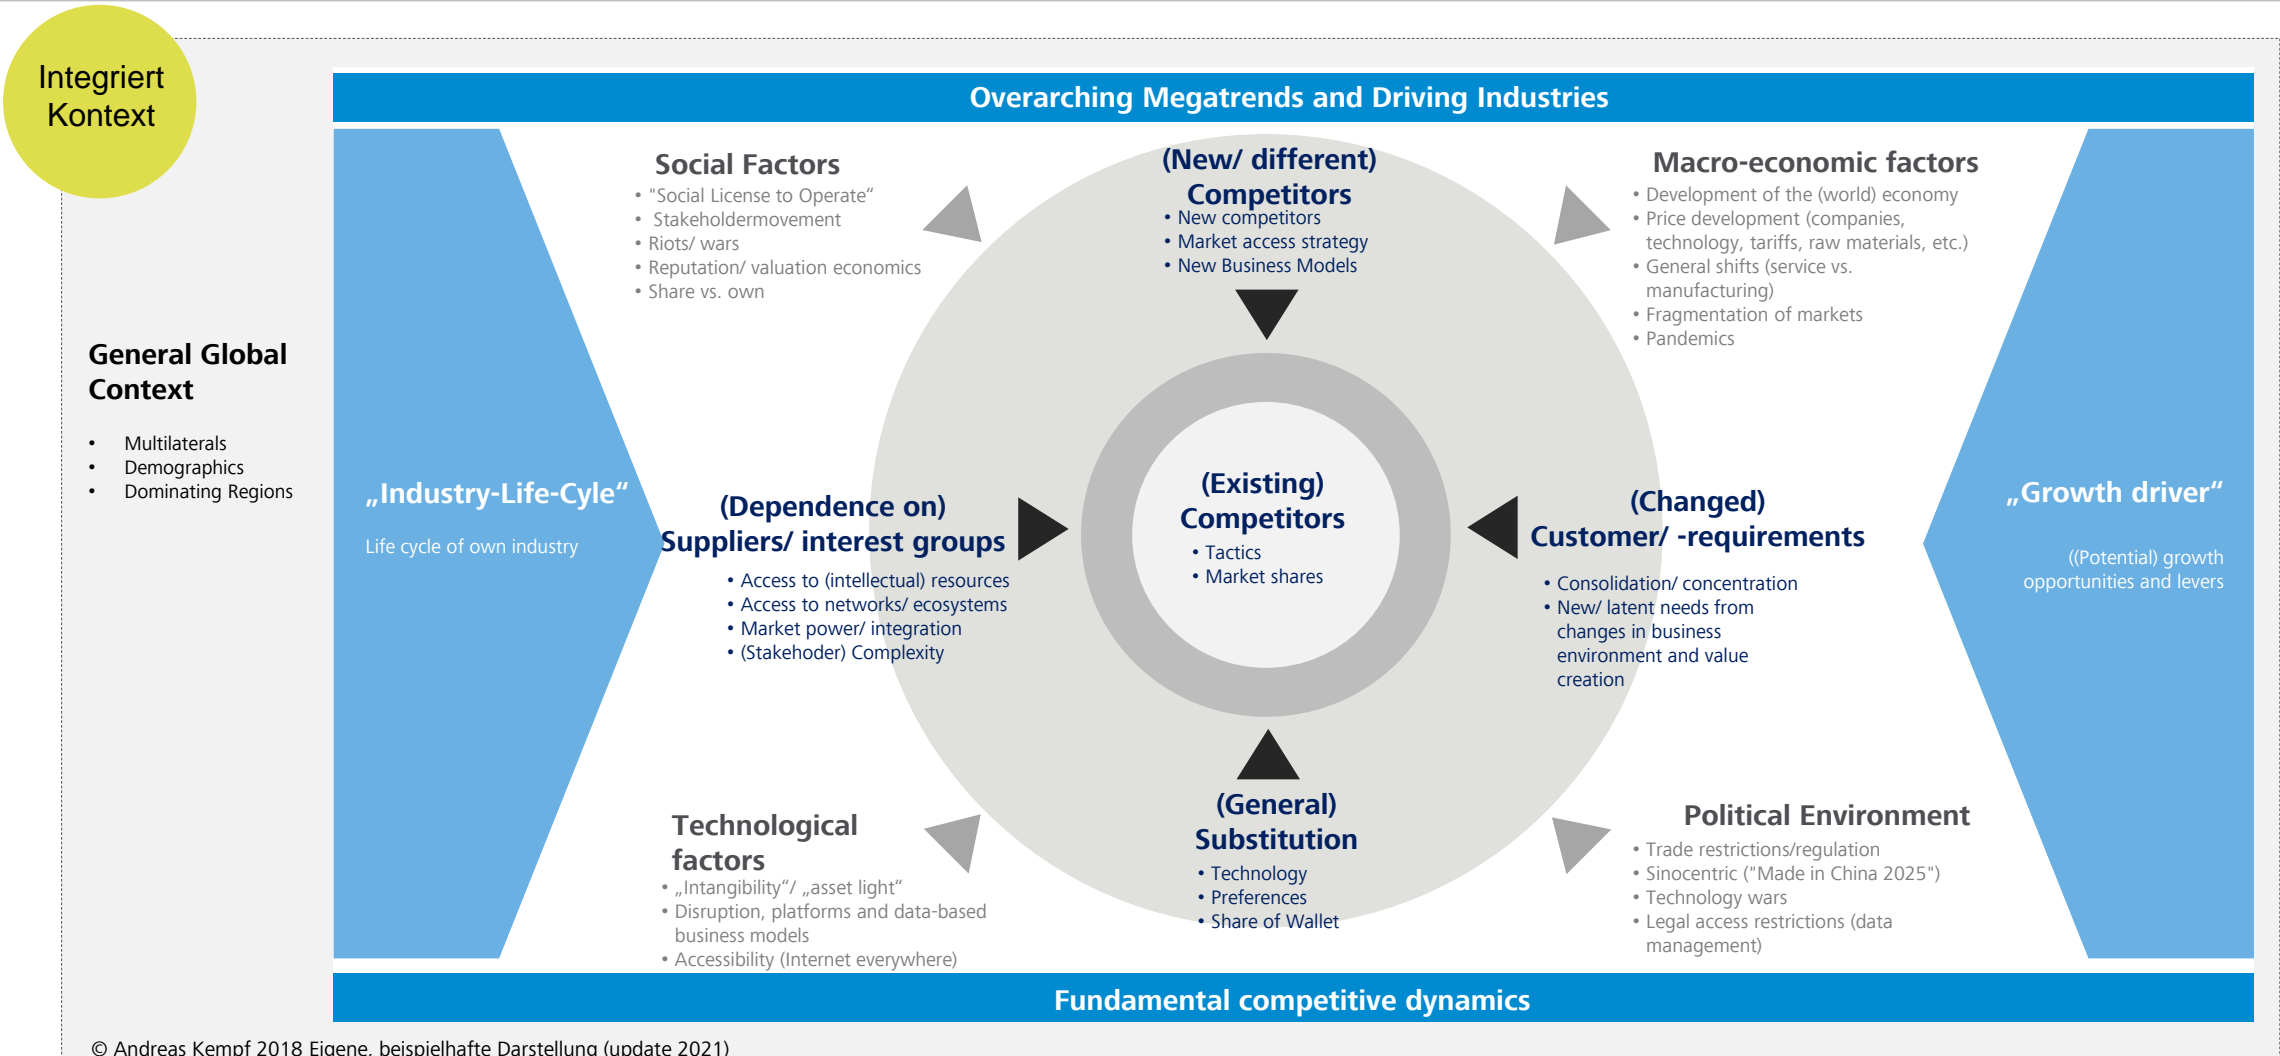 Integriert
Kontext
Overarching Megatrends and Driving Industries
General Global
Context
• Multilaterals
• Demographics
• Dominating Regions
„Industry-Life-Cyle“
Life cycle of own industry
Social Factors
• "Social License to Operate“
• Stakeholdermovement
• Riots/ wars
• Reputation/ valuation economics
• Share vs. own
(New/ different)
Competitors
• New competitors
• Market access strategy
• New Business Models
Macro-economic factors
• Development of the (world) economy
• Price development (companies,
technology, tariffs, raw materials, etc.)
• General shifts (service vs.
manufacturing)
• Fragmentation of markets
• Pandemics
(Dependence on)
Suppliers/ interest groups
• Access to (intellectual) resources
• Access to networks/ ecosystems
• Market power/ integration
• (Stakehoder) Complexity
(Existing)
Competitors
• Tactics
• Market shares
(Changed)
Customer/ -requirements
• Consolidation/ concentration
• New/ latent needs from
changes in business
environment and value
creation
„Growth driver“
((Potential) growth
opportunities and levers
Technological
factors
• „Intangibility“/ „asset light“
• Disruption, platforms and data-based
business models
• Accessibility (Internet everywhere)
(General)
Substitution
• Technology
• Preferences
• Share of Wallet
Political Environment
• Trade restrictions/regulation
• Sinocentric ("Made in China 2025")
• Technology wars
• Legal access restrictions (data
management)
Fundamental competitive dynamics
© Andreas Kempf 2018 Eigene, beispielhafte Darstellung (update 2021)